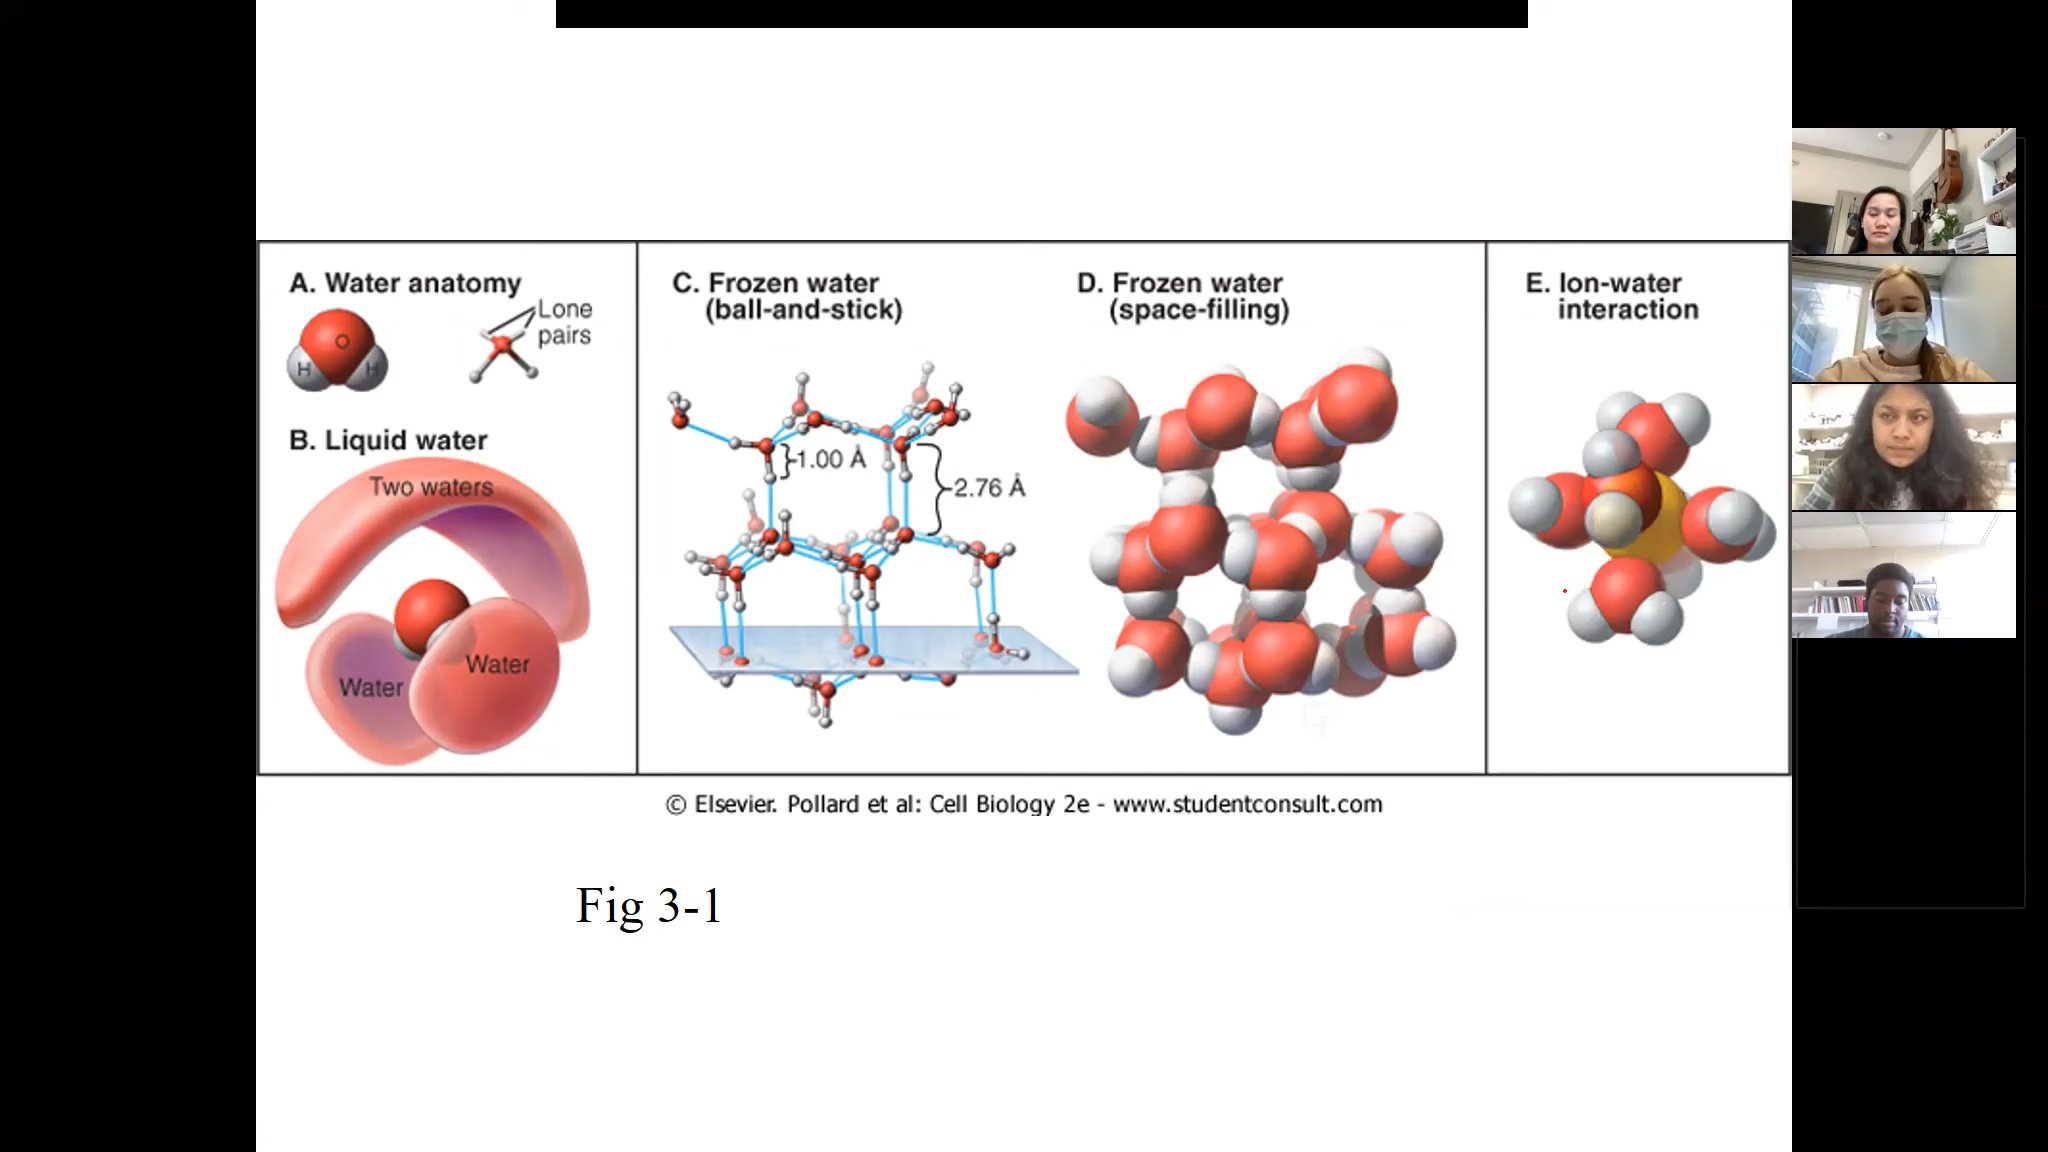 A. Water anatomy
O
H
H
Lone
pairs
B. Liquid water
Two waters
Water
Water
C. Frozen water
(ball-and-stick)
1.00 Å
2.76 Å
D. Frozen water
(space-filling)
E. Ion-water
interaction
© Elsevier. Pollard et al: Cell Biology 2e - www.studentconsult.com
Fig 3-1